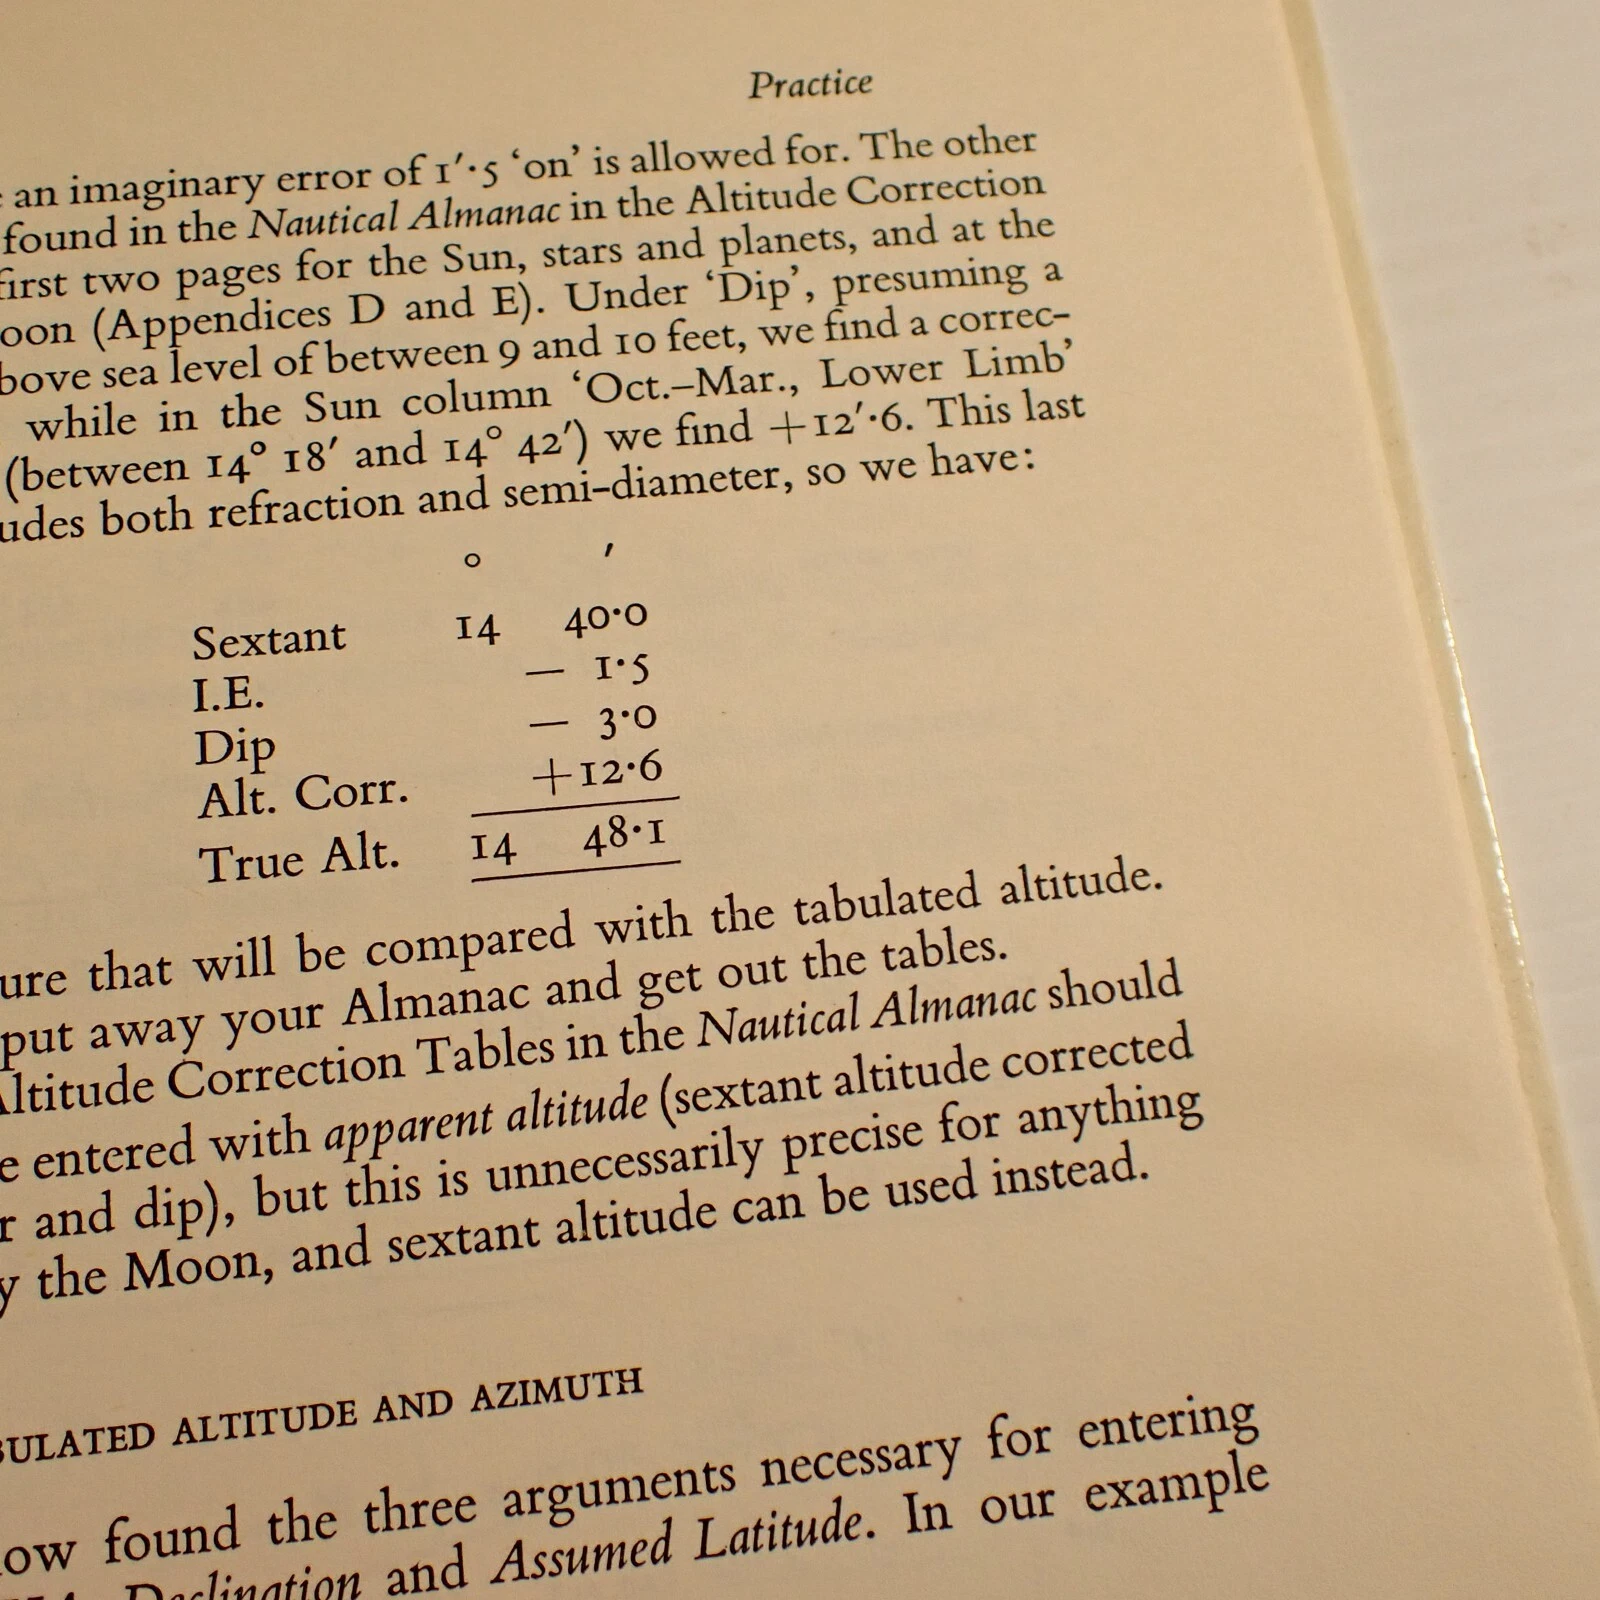 Practice
an imaginary error of 1′·5 ‘on’ is allowed for. The other
found in the Nautical Almanac in the Altitude Correction
first two pages for the Sun, stars and planets, and at the
oon (Appendices D and E). Under ‘Dip’, presuming a
bove sea level of between 9 and 10 feet, we find a correc-
while in the Sun column ‘Oct.–Mar., Lower Limb’
(between 14° 18′ and 14° 42′) we find +12′·6. This last
udes both refraction and semi-diameter, so we have:
° ′
Sextant 14 40·0
I.E. — 1·5
Dip — 3·0
Alt. Corr. +12·6
True Alt. 14 48·1
ure that will be compared with the tabulated altitude.
put away your Almanac and get out the tables.
Altitude Correction Tables in the Nautical Almanac should
e entered with apparent altitude (sextant altitude corrected
r and dip), but this is unnecessarily precise for anything
y the Moon, and sextant altitude can be used instead.
BULATED ALTITUDE AND AZIMUTH
ow found the three arguments necessary for entering
Declination and Assumed Latitude. In our example